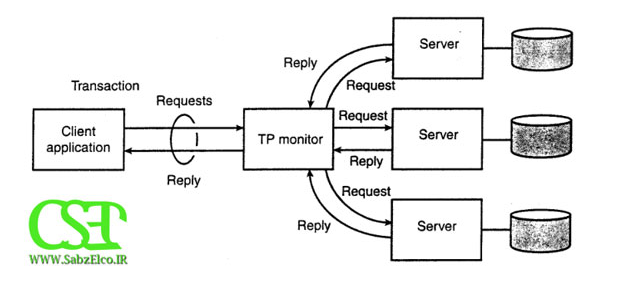 Server
Reply
Transaction
Request
Requests
Request
Client
application
TP monitor
Server
Reply
Reply
Request
Reply
Server
CSET
WWW.SabzElco.IR